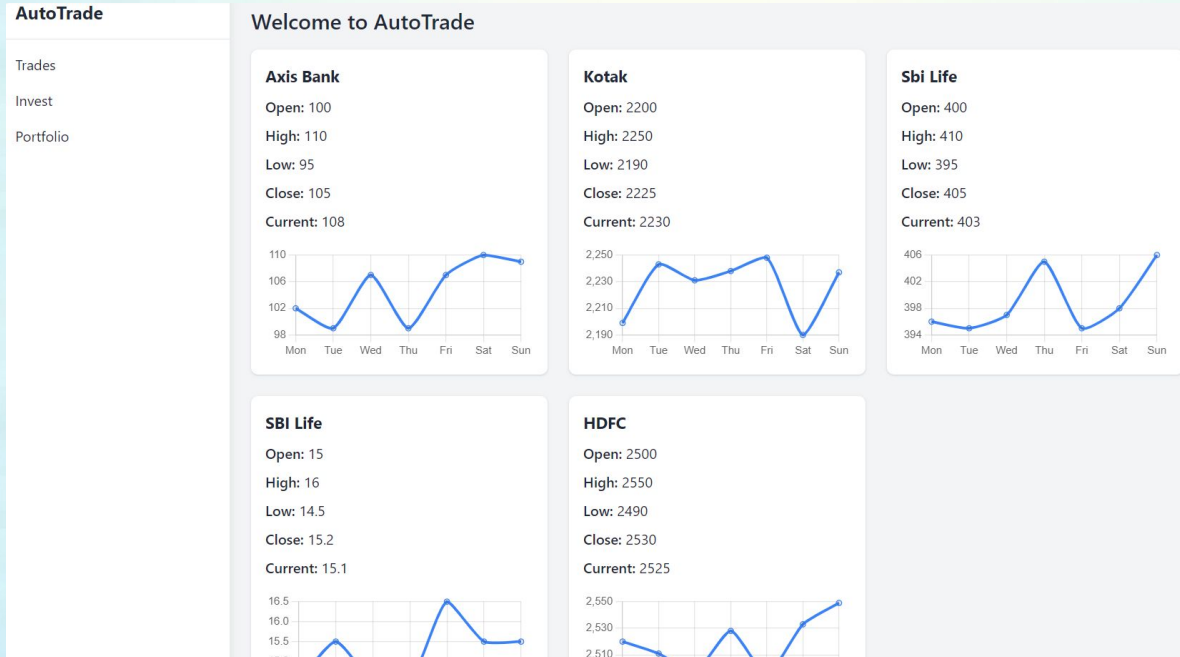 AutoTrade
Trades
Invest
Portfolio
Welcome to AutoTrade
Axis Bank
Open: 100
High: 110
Low: 95
Close: 105
Current: 108
110
106
102
98
Mon Tue Wed Thu Fri Sat Sun
Kotak
Open: 2200
High: 2250
Low: 2190
Close: 2225
Current: 2230
2,250
2,230
2,210
2,190
Mon Tue Wed Thu Fri Sat Sun
Sbi Life
Open: 400
High: 410
Low: 395
Close: 405
Current: 403
406
402
398
394
Mon Tue Wed Thu Fri Sat Sun
SBI Life
Open: 15
High: 16
Low: 14.5
Close: 15.2
Current: 15.1
16.5
16.0
15.5
HDFC
Open: 2500
High: 2550
Low: 2490
Close: 2530
Current: 2525
2,550
2,530
2,510